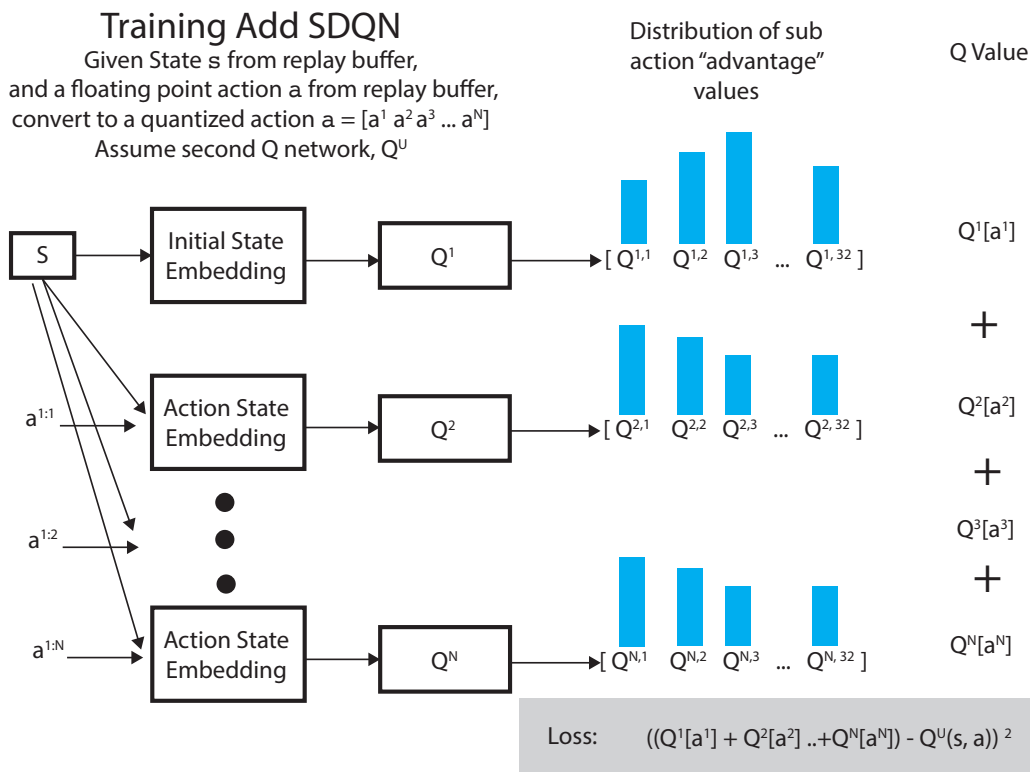 Training Add SDQN
Given State s from replay buffer,
and a floating point action a from replay buffer,
convert to a quantized action a = [a¹ a² a³ ... aᴺ]
Assume second Q network, Qᵁ
Distribution of sub
action “advantage”
values
Q Value
S
Initial State
Embedding
Q¹
[ Q¹,¹ Q¹,² Q¹,³ ... Q¹, ³² ]
Q¹[a¹]
+
a¹:¹
Action State
Embedding
Q²
[ Q²,¹ Q²,² Q²,³ ... Q², ³² ]
Q²[a²]
+
a¹:²
Q³[a³]
+
a¹:ᴺ
Action State
Embedding
Qᴺ
[ Qᴺ,¹ Qᴺ,² Qᴺ,³ ... Qᴺ, ³² ]
Qᴺ[aᴺ]
Loss: ((Q¹[a¹] + Q²[a²] ..+Qᴺ[aᴺ]) - Qᵁ(s, a)) ²